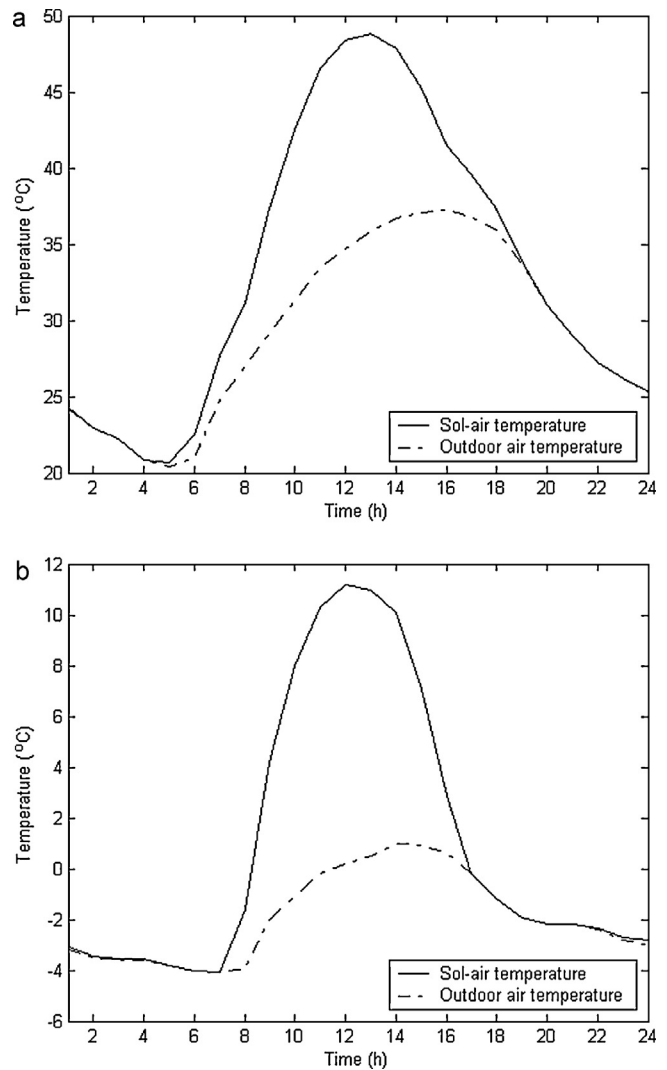 a
50
45
40
35
30
25
20
Temperature (°C)
Sol-air temperature
Outdoor air temperature
2 4 6 8 10 12 14 16 18 20 22 24
Time (h)
b
12
10
8
6
4
2
0
-2
-4
-6
Temperature (°C)
Sol-air temperature
Outdoor air temperature
2 4 6 8 10 12 14 16 18 20 22 24
Time (h)